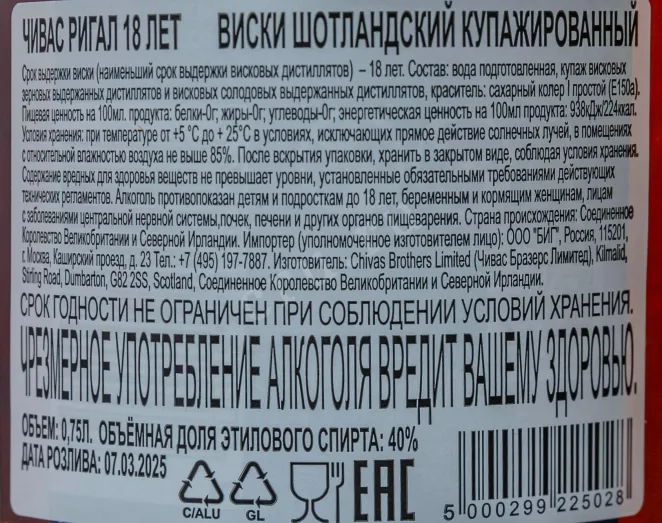 ЧИВАС РИГАЛ 18 ЛЕТ ВИСКИ ШОТЛАНДСКИЙ КУПАЖИРОВАННЫЙ
Срок выдержки виски (наименьший срок выдержки висковых дистиллятов) – 18 лет. Состав: вода подготовленная, купаж висковых
зерновых выдержанных дистиллятов и висковых солодовых выдержанных дистиллятов, краситель: сахарный колер I простой (Е150а).
Пищевая ценность на 100мл. продукта: белки-0г; жиры-0г; углеводы-0г; энергетическая ценность на 100мл продукта: 938кДж/224ккал.
Условия хранения: при температуре от +5 °С до + 25°С в условиях, исключающих прямое действие солнечных лучей, в помещениях
с относительной влажностью воздуха не выше 85%. После вскрытия упаковки, хранить в закрытом виде, соблюдая условия хранения.
Содержание вредных для здоровья веществ не превышает уровни, установленные обязательными требованиями действующих
технических регламентов. Алкоголь противопоказан детям и подросткам до 18 лет, беременным и кормящим женщинам, лицам
с заболеваниями центральной нервной системы,почек, печени и других органов пищеварения. Страна происхождения: Соединенное
Королевство Великобритании и Северной Ирландии. Импортер (уполномоченное изготовителем лицо): ООО "БИГ", Россия, 115201,
г. Москва, Каширский проезд, д. 23 Тел.: +7 (495) 197-7887. Изготовитель: Chivas Brothers Limited (Чивас Бразерс Лимитед), Kilmalid,
Stirling Road, Dumbarton, G82 2SS, Scotland, Соединенное Королевство Великобритании и Северной Ирландии.
СРОК ГОДНОСТИ НЕ ОГРАНИЧЕН ПРИ СОБЛЮДЕНИИ УСЛОВИЙ ХРАНЕНИЯ.
ЧРЕЗМЕРНОЕ УПОТРЕБЛЕНИЕ АЛКОГОЛЯ ВРЕДИТ ВАШЕМУ ЗДОРОВЬЮ.
ОБЪЕМ: 0,75Л. ОБЪЁМНАЯ ДОЛЯ ЭТИЛОВОГО СПИРТА: 40%
ДАТА РОЗЛИВА: 07.03.2025
C/ALU GL EAC
5 000299 225028